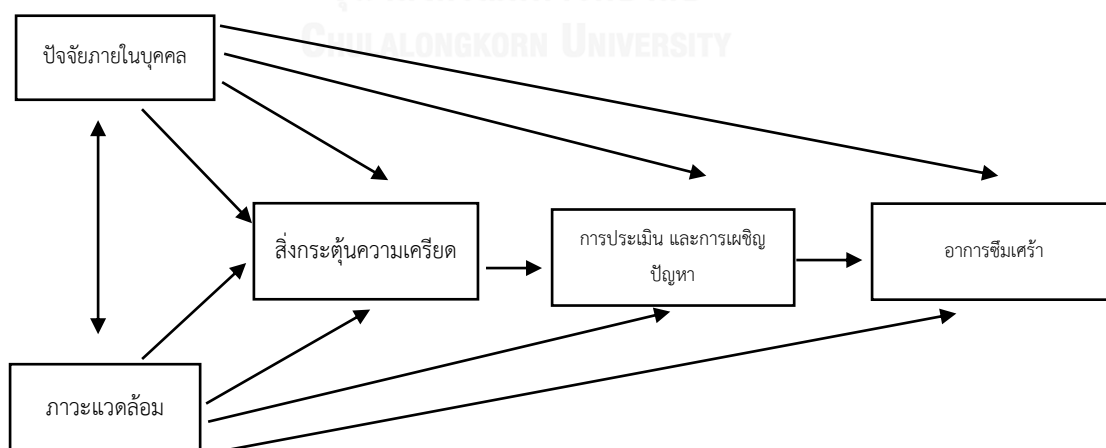 CHULALONGKORN UNIVERSITY
ปัจจัยภายในบุคคล
สิ่งกระตุ้นความเครียด
การประเมิน และการเผชิญ
ปัญหา
อาการซึมเศร้า
ภาวะแวดล้อม